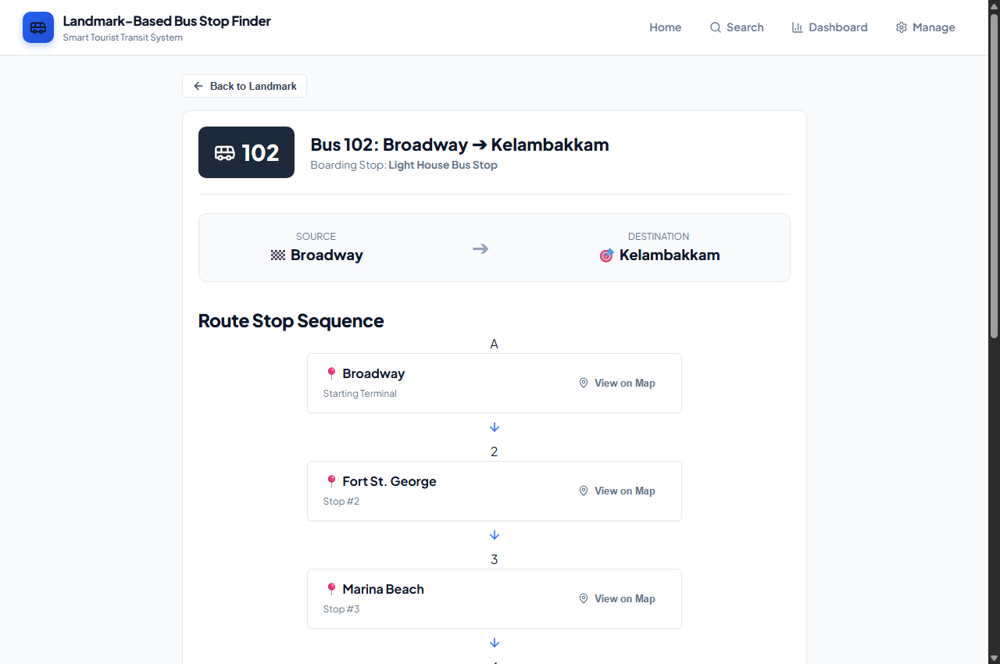 Landmark-Based Bus Stop Finder
Smart Tourist Transit System
Home
Search
Dashboard
Manage
Back to Landmark
102
Bus 102: Broadway ➔ Kelambakkam
Boarding Stop: Light House Bus Stop
SOURCE
Broadway
➔
DESTINATION
Kelambakkam
Route Stop Sequence
A
Broadway
View on Map
Starting Terminal
2
Fort St. George
View on Map
Stop #2
3
Marina Beach
View on Map
Stop #3